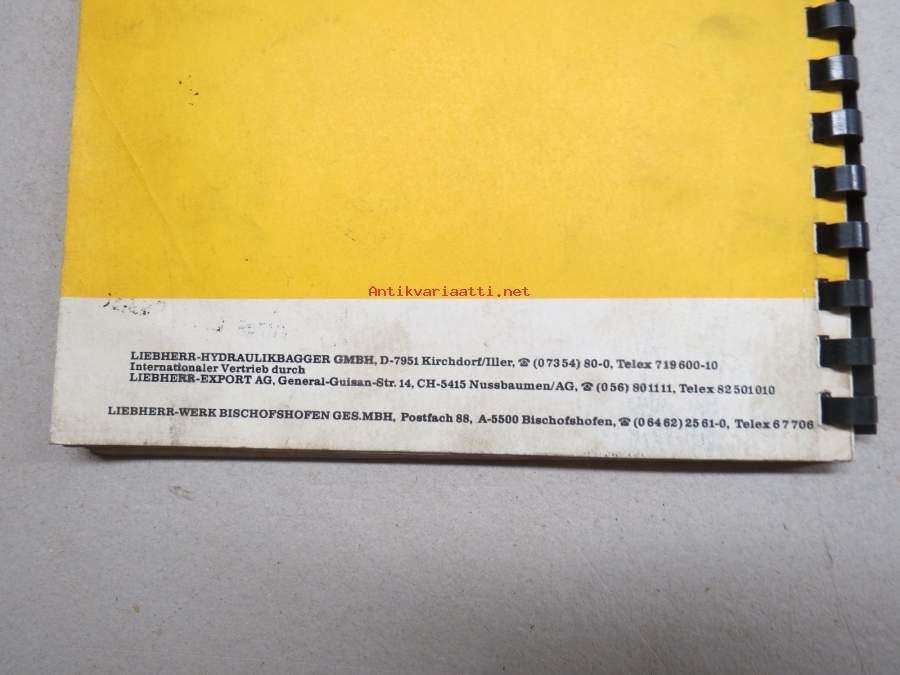 Antikvariaatti.net
LIEBHERR-HYDRAULIKBAGGER GMBH, D-7951 Kirchdorf/Iller, ☎ (07354) 80-0, Telex 719600-10
Internationaler Vertrieb durch
LIEBHERR-EXPORT AG, General-Guisan-Str. 14, CH-5415 Nussbaumen/AG, ☎ (056) 801111, Telex 82501010
LIEBHERR-WERK BISCHOFSHOFEN GES.MBH, Postfach 88, A-5500 Bischofshofen, ☎ (06462) 2561-0, Telex 67706